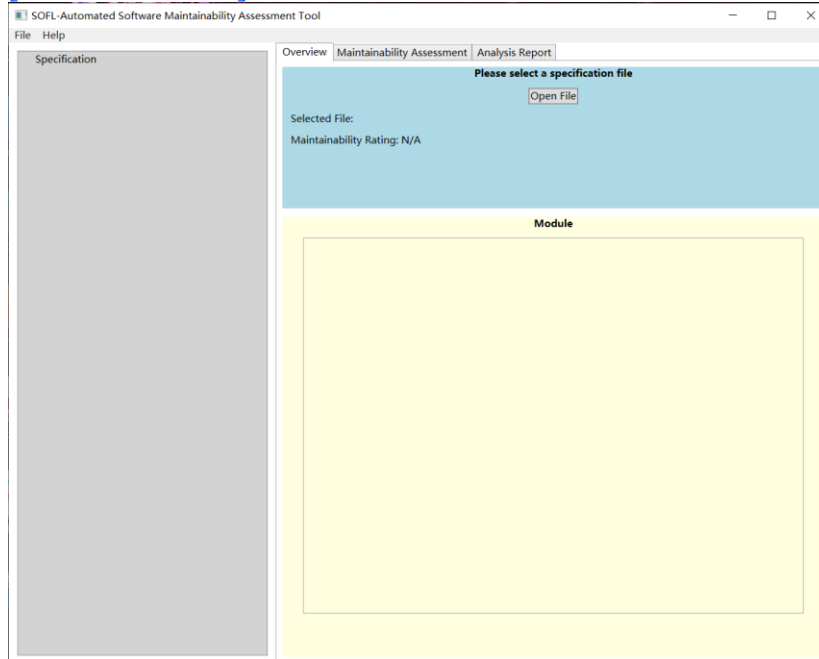 SOFL-Automated Software Maintainability Assessment Tool
File Help
Specification
Overview Maintainability Assessment Analysis Report
Please select a specification file
Open File
Selected File:
Maintainability Rating: N/A
Module